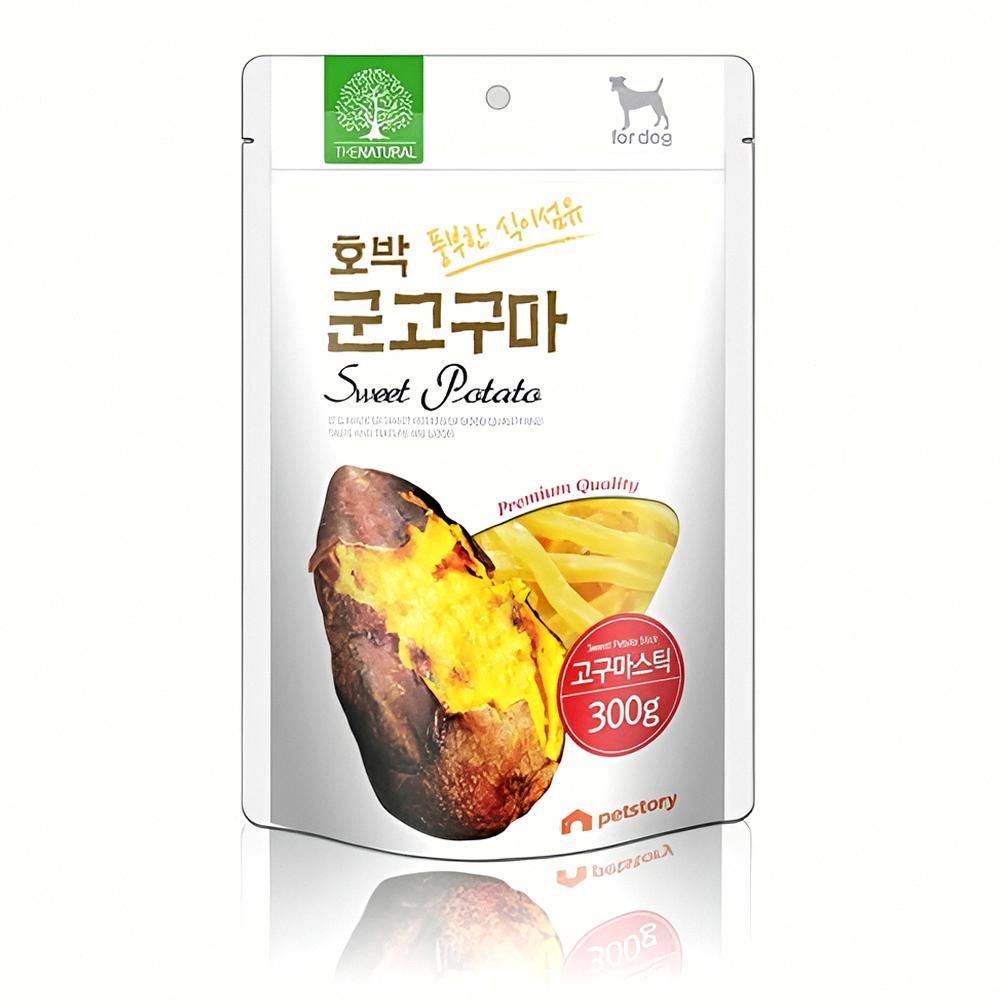 THENATURAL
for dog
풍부한 식이섬유
호박
군고구마
Sweet Potato
Premium Quality
고구마스틱
300g
petstory